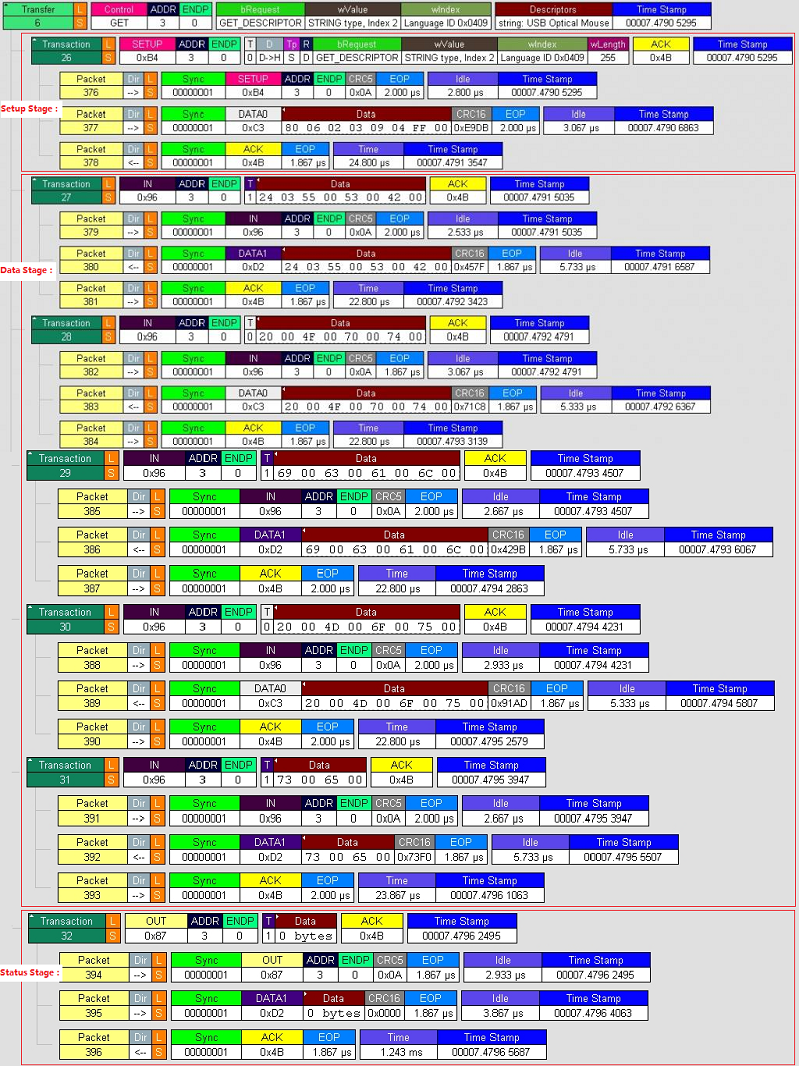 Transfer L Control ADDR ENDP bRequest wValue wIndex Descriptors Time Stamp
6 S GET 3 0 GET_DESCRIPTOR STRING type, Index 2 Language ID 0x0409 string: USB Optical Mouse 00007.4790 5295
Transaction L SETUP ADDR ENDP T D Tp R bRequest wValue wIndex wLength ACK Time Stamp
26 S 0xB4 3 0 0 D->H S D GET_DESCRIPTOR STRING type, Index 2 Language ID 0x0409 255 0x4B 00007.4790 5295
Packet Dir L Sync SETUP ADDR ENDP CRC5 EOP Idle Time Stamp
376 --> S 00000001 0xB4 3 0 0x0A 2.000 µs 2.800 µs 00007.4790 5295
Setup Stage :
Packet Dir L Sync DATA0 Data CRC16 EOP Idle Time Stamp
377 --> S 00000001 0xC3 80 06 02 03 09 04 FF 00 0xE9DB 2.000 µs 3.067 µs 00007.4790 6863
Packet Dir L Sync ACK EOP Time Time Stamp
378 <-- S 00000001 0x4B 1.867 µs 24.800 µs 00007.4791 3547
Transaction L IN ADDR ENDP T Data ACK Time Stamp
27 S 0x96 3 0 1 24 03 55 00 53 00 42 00 0x4B 00007.4791 5035
Packet Dir L Sync IN ADDR ENDP CRC5 EOP Idle Time Stamp
379 --> S 00000001 0x96 3 0 0x0A 2.000 µs 2.533 µs 00007.4791 5035
Data Stage :
Packet Dir L Sync DATA1 Data CRC16 EOP Idle Time Stamp
380 <-- S 00000001 0xD2 24 03 55 00 53 00 42 00 0x457F 1.867 µs 5.733 µs 00007.4791 6587
Packet Dir L Sync ACK EOP Time Time Stamp
381 --> S 00000001 0x4B 1.867 µs 22.800 µs 00007.4792 3423
Transaction L IN ADDR ENDP T Data ACK Time Stamp
28 S 0x96 3 0 0 20 00 4F 00 70 00 74 00 0x4B 00007.4792 4791
Packet Dir L Sync IN ADDR ENDP CRC5 EOP Idle Time Stamp
382 --> S 00000001 0x96 3 0 0x0A 1.867 µs 3.067 µs 00007.4792 4791
Packet Dir L Sync DATA0 Data CRC16 EOP Idle Time Stamp
383 <-- S 00000001 0xC3 20 00 4F 00 70 00 74 00 0x71C8 1.867 µs 5.333 µs 00007.4792 6367
Packet Dir L Sync ACK EOP Time Time Stamp
384 --> S 00000001 0x4B 1.867 µs 22.800 µs 00007.4793 3139
Transaction L IN ADDR ENDP T Data ACK Time Stamp
29 S 0x96 3 0 1 69 00 63 00 61 00 6C 00 0x4B 00007.4793 4507
Packet Dir L Sync IN ADDR ENDP CRC5 EOP Idle Time Stamp
385 --> S 00000001 0x96 3 0 0x0A 2.000 µs 2.667 µs 00007.4793 4507
Packet Dir L Sync DATA1 Data CRC16 EOP Idle Time Stamp
386 <-- S 00000001 0xD2 69 00 63 00 61 00 6C 00 0x429B 1.867 µs 5.733 µs 00007.4793 6067
Packet Dir L Sync ACK EOP Time Time Stamp
387 --> S 00000001 0x4B 2.000 µs 22.800 µs 00007.4794 2863
Transaction L IN ADDR ENDP T Data ACK Time Stamp
30 S 0x96 3 0 0 20 00 4D 00 6F 00 75 00 0x4B 00007.4794 4231
Packet Dir L Sync IN ADDR ENDP CRC5 EOP Idle Time Stamp
388 --> S 00000001 0x96 3 0 0x0A 2.000 µs 2.933 µs 00007.4794 4231
Packet Dir L Sync DATA0 Data CRC16 EOP Idle Time Stamp
389 <-- S 00000001 0xC3 20 00 4D 00 6F 00 75 00 0x91AD 1.867 µs 5.333 µs 00007.4794 5807
Packet Dir L Sync ACK EOP Time Time Stamp
390 --> S 00000001 0x4B 2.000 µs 22.800 µs 00007.4795 2579
Transaction L IN ADDR ENDP T Data ACK Time Stamp
31 S 0x96 3 0 1 73 00 65 00 0x4B 00007.4795 3947
Packet Dir L Sync IN ADDR ENDP CRC5 EOP Idle Time Stamp
391 --> S 00000001 0x96 3 0 0x0A 2.000 µs 2.667 µs 00007.4795 3947
Packet Dir L Sync DATA1 Data CRC16 EOP Idle Time Stamp
392 <-- S 00000001 0xD2 73 00 65 00 0x73F0 1.867 µs 5.733 µs 00007.4795 5507
Packet Dir L Sync ACK EOP Time Time Stamp
393 --> S 00000001 0x4B 2.000 µs 23.867 µs 00007.4796 1063
Transaction L OUT ADDR ENDP T Data ACK Time Stamp
32 S 0x87 3 0 1 0 bytes 0x4B 00007.4796 2495
Packet Dir L Sync OUT ADDR ENDP CRC5 EOP Idle Time Stamp
Status Stage :
394 --> S 00000001 0x87 3 0 0x0A 1.867 µs 2.933 µs 00007.4796 2495
Packet Dir L Sync DATA1 Data CRC16 EOP Idle Time Stamp
395 --> S 00000001 0xD2 0 bytes 0x0000 1.867 µs 3.867 µs 00007.4796 4063
Packet Dir L Sync ACK EOP Time Time Stamp
396 <-- S 00000001 0x4B 1.867 µs 1.243 ms 00007.4796 5687